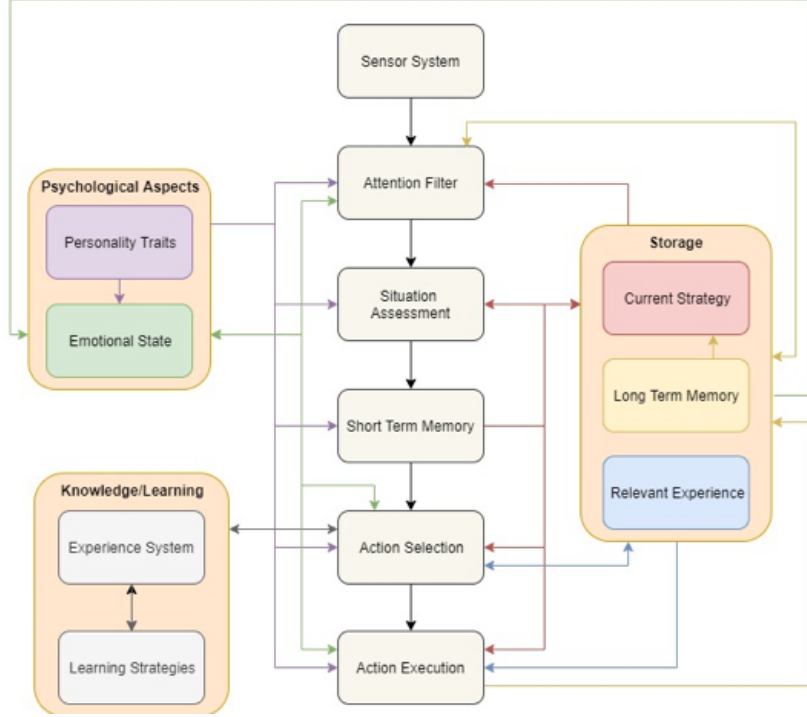 Sensor System
Attention Filter
Psychological Aspects
Personality Traits
Emotional State
Storage
Current Strategy
Long Term Memory
Relevant Experience
Situation
Assessment
Short Term Memory
Knowledge/Learning
Experience System
Learning Strategies
Action Selection
Action Execution